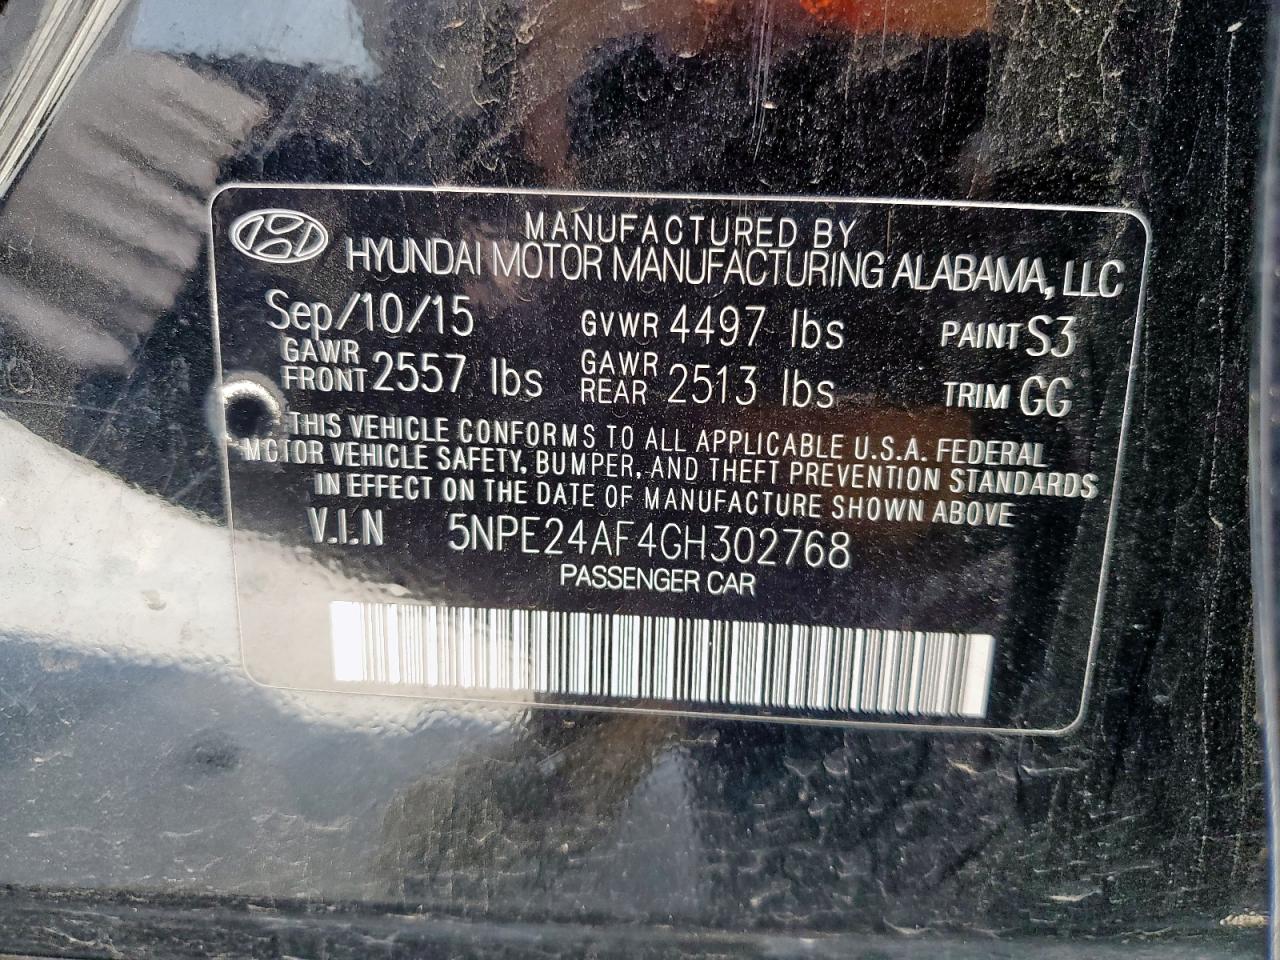 MANUFACTURED BY
HYUNDAI MOTOR MANUFACTURING ALABAMA, LLC
Sep/10/15 GVWR 4497 lbs PAINT S3
GAWR FRONT 2557 lbs GAWR REAR 2513 lbs TRIM GG
THIS VEHICLE CONFORMS TO ALL APPLICABLE U.S.A. FEDERAL
MOTOR VEHICLE SAFETY, BUMPER, AND THEFT PREVENTION STANDARDS
IN EFFECT ON THE DATE OF MANUFACTURE SHOWN ABOVE
V.I.N 5NPE24AF4GH302768
PASSENGER CAR